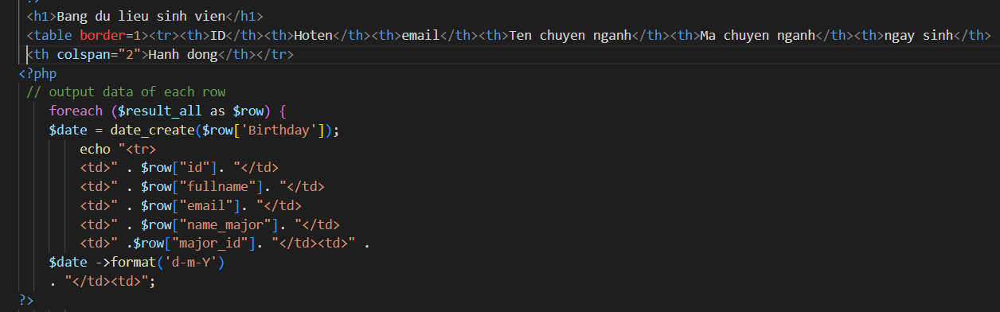 <h1>Bang du lieu sinh vien</h1>
<table border=1><tr><th>ID</th><th>Hoten</th><th>email</th><th>Ten chuyen nganh</th><th>Ma chuyen nganh</th><th>ngay sinh</th>
<th colspan="2">Hanh dong</th></tr>
<?php
// output data of each row
foreach ($result_all as $row) {
$date = date_create($row['Birthday']);
echo "<tr>
<td>" . $row["id"]. "</td>
<td>" . $row["fullname"]. "</td>
<td>" . $row["email"]. "</td>
<td>" . $row["name_major"]. "</td>
<td>" .$row["major_id"]. "</td><td>" .
$date ->format('d-m-Y')
. "</td><td>";
?>